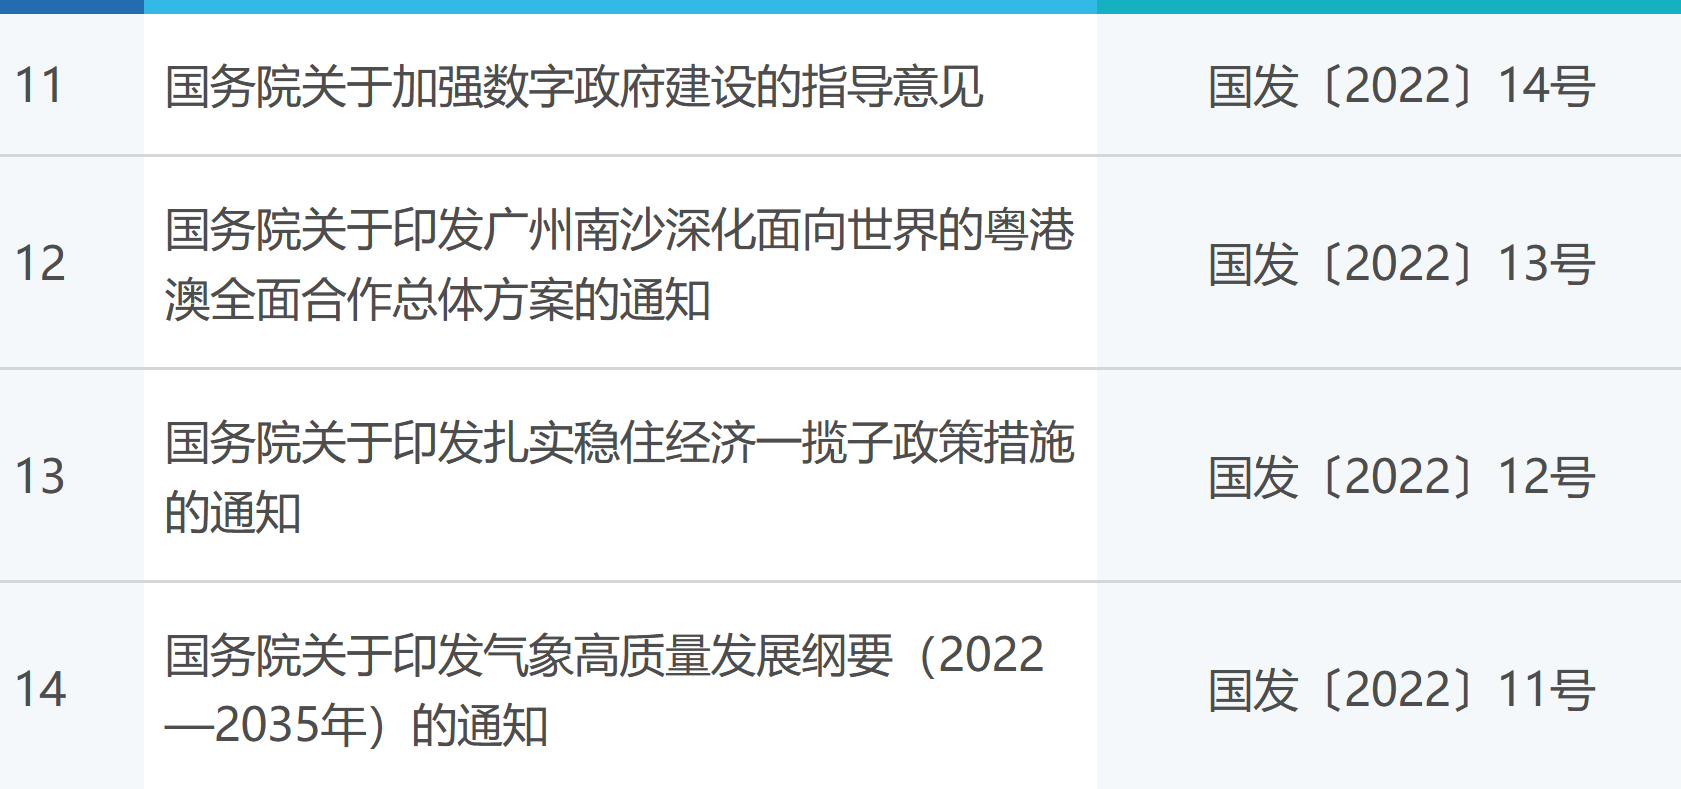 11
国务院关于加强数字政府建设的指导意见
国发〔2022〕14号
12
国务院关于印发广州南沙深化面向世界的粤港
澳全面合作总体方案的通知
国发〔2022〕13号
13
国务院关于印发扎实稳住经济一揽子政策措施
的通知
国发〔2022〕12号
14
国务院关于印发气象高质量发展纲要（2022
—2035年）的通知
国发〔2022〕11号